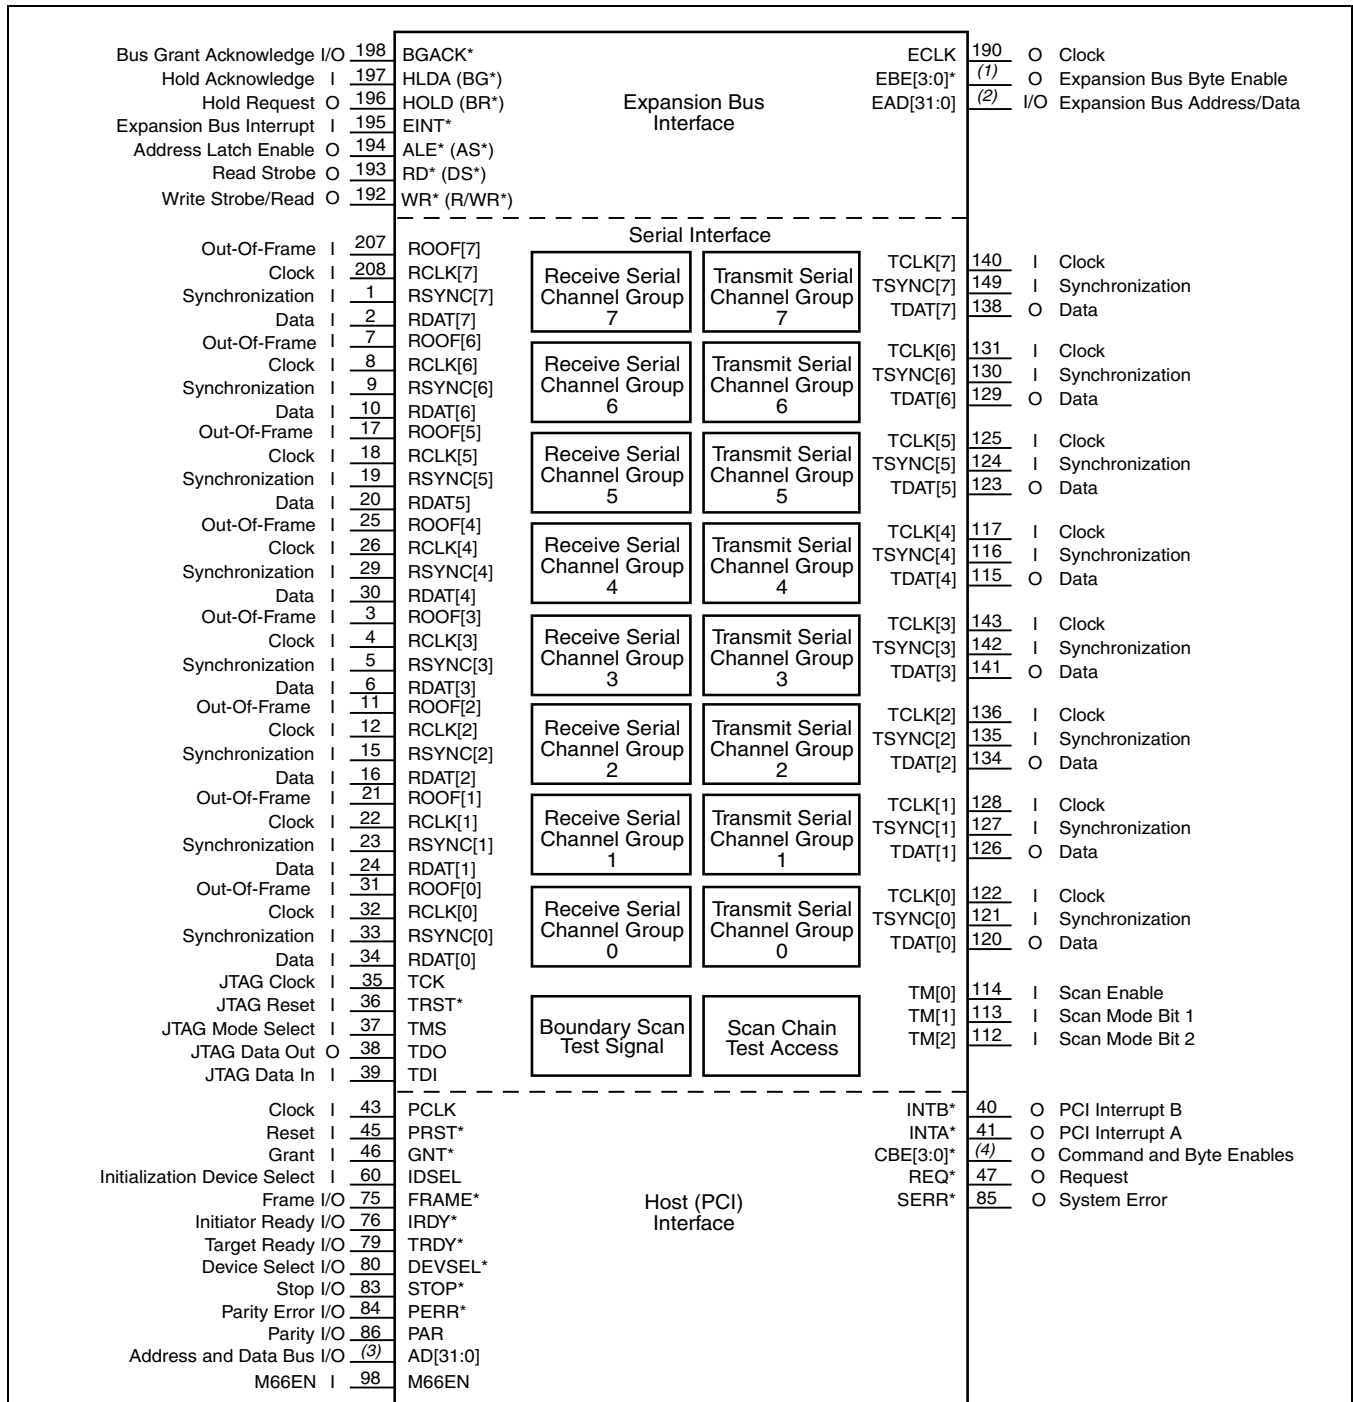 Bus Grant Acknowledge I/O 198 BGACK* ECLK 190 O Clock
Hold Acknowledge I 197 HLDA (BG*) EBE[3:0]* (1) O Expansion Bus Byte Enable
Hold Request O 196 HOLD (BR*) Expansion Bus EAD[31:0] (2) I/O Expansion Bus Address/Data
Expansion Bus Interrupt I 195 EINT* Interface
Address Latch Enable O 194 ALE* (AS*)
Read Strobe O 193 RD* (DS*)
Write Strobe/Read O 192 WR* (R/WR*)
Serial Interface
Out-Of-Frame I 207 ROOF[7]
Clock I 208 RCLK[7] Receive Serial Transmit Serial TCLK[7] 140 I Clock
Synchronization I 1 RSYNC[7] Channel Group Channel Group TSYNC[7] 149 I Synchronization
Data I 2 RDAT[7] 7 7 TDAT[7] 138 O Data
Out-Of-Frame I 7 ROOF[6]
Clock I 8 RCLK[6] Receive Serial Transmit Serial TCLK[6] 131 I Clock
Synchronization I 9 RSYNC[6] Channel Group Channel Group TSYNC[6] 130 I Synchronization
Data I 10 RDAT[6] 6 6 TDAT[6] 129 O Data
Out-Of-Frame I 17 ROOF[5]
Clock I 18 RCLK[5] Receive Serial Transmit Serial TCLK[5] 125 I Clock
Synchronization I 19 RSYNC[5] Channel Group Channel Group TSYNC[5] 124 I Synchronization
Data I 20 RDAT5] 5 5 TDAT[5] 123 O Data
Out-Of-Frame I 25 ROOF[4]
Clock I 26 RCLK[4] Receive Serial Transmit Serial TCLK[4] 117 I Clock
Synchronization I 29 RSYNC[4] Channel Group Channel Group TSYNC[4] 116 I Synchronization
Data I 30 RDAT[4] 4 4 TDAT[4] 115 O Data
Out-Of-Frame I 3 ROOF[3]
Clock I 4 RCLK[3] Receive Serial Transmit Serial TCLK[3] 143 I Clock
Synchronization I 5 RSYNC[3] Channel Group Channel Group TSYNC[3] 142 I Synchronization
Data I 6 RDAT[3] 3 3 TDAT[3] 141 O Data
Out-Of-Frame I 11 ROOF[2]
Clock I 12 RCLK[2] Receive Serial Transmit Serial TCLK[2] 136 I Clock
Synchronization I 15 RSYNC[2] Channel Group Channel Group TSYNC[2] 135 I Synchronization
Data I 16 RDAT[2] 2 2 TDAT[2] 134 O Data
Out-Of-Frame I 21 ROOF[1]
Clock I 22 RCLK[1] Receive Serial Transmit Serial TCLK[1] 128 I Clock
Synchronization I 23 RSYNC[1] Channel Group Channel Group TSYNC[1] 127 I Synchronization
Data I 24 RDAT[1] 1 1 TDAT[1] 126 O Data
Out-Of-Frame I 31 ROOF[0]
Clock I 32 RCLK[0] Receive Serial Transmit Serial TCLK[0] 122 I Clock
Synchronization I 33 RSYNC[0] Channel Group Channel Group TSYNC[0] 121 I Synchronization
Data I 34 RDAT[0] 0 0 TDAT[0] 120 O Data
JTAG Clock I 35 TCK
JTAG Reset I 36 TRST* TM[0] 114 I Scan Enable
JTAG Mode Select I 37 TMS Boundary Scan Scan Chain TM[1] 113 I Scan Mode Bit 1
JTAG Data Out O 38 TDO Test Signal Test Access TM[2] 112 I Scan Mode Bit 2
JTAG Data In I 39 TDI
Clock I 43 PCLK INTB* 40 O PCI Interrupt B
Reset I 45 PRST* INTA* 41 O PCI Interrupt A
Grant I 46 GNT* CBE[3:0]* (4) O Command and Byte Enables
Initialization Device Select I 60 IDSEL REQ* 47 O Request
Frame I/O 75 FRAME* Host (PCI) SERR* 85 O System Error
Initiator Ready I/O 76 IRDY* Interface
Target Ready I/O 79 TRDY*
Device Select I/O 80 DEVSEL*
Stop I/O 83 STOP*
Parity Error I/O 84 PERR*
Parity I/O 86 PAR
Address and Data Bus I/O (3) AD[31:0]
M66EN I 98 M66EN